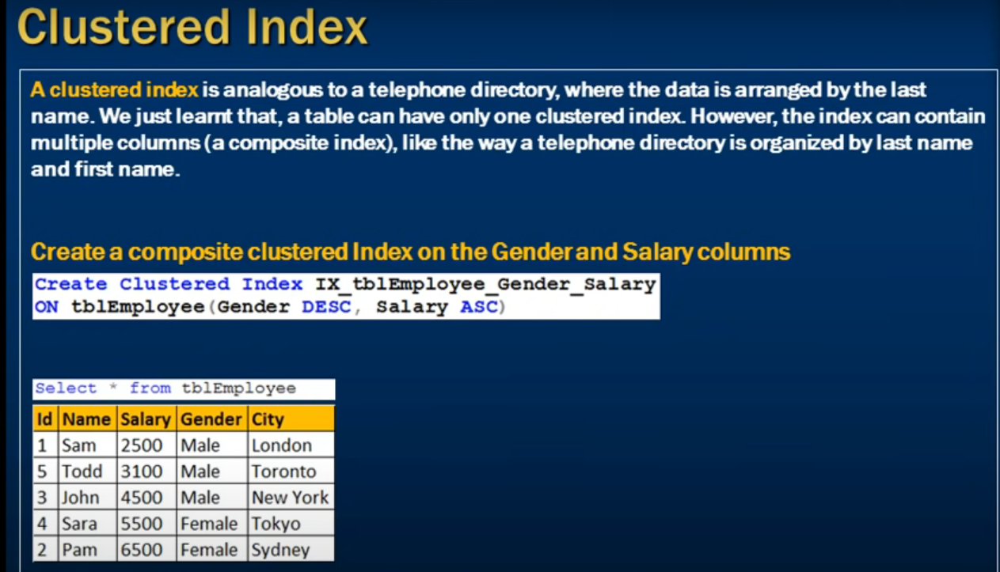 Clustered Index
A clustered index is analogous to a telephone directory, where the data is arranged by the last
name. We just learnt that, a table can have only one clustered index. However, the index can contain
multiple columns (a composite index), like the way a telephone directory is organized by last name
and first name.
Create a composite clustered Index on the Gender and Salary columns
Create Clustered Index IX_tblEmployee_Gender_Salary
ON tblEmployee(Gender DESC, Salary ASC)
Select * from tblEmployee
Id Name Salary Gender City
1 Sam 2500 Male London
5 Todd 3100 Male Toronto
3 John 4500 Male New York
4 Sara 5500 Female Tokyo
2 Pam 6500 Female Sydney